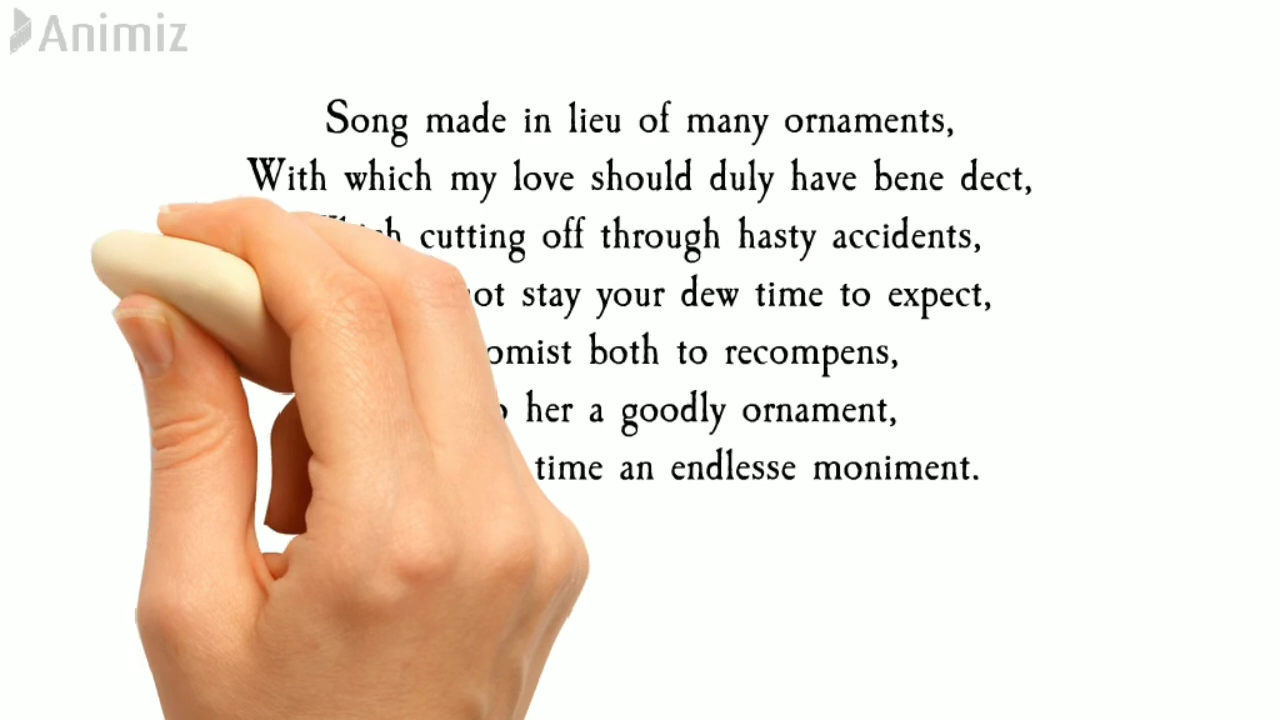 Animiz
Song made in lieu of many ornaments,
With which my love should duly have bene dect,
cutting off through hasty accidents,
stay your dew time to expect,
both to recompens,
her a goodly ornament,
time an endlesse moniment.